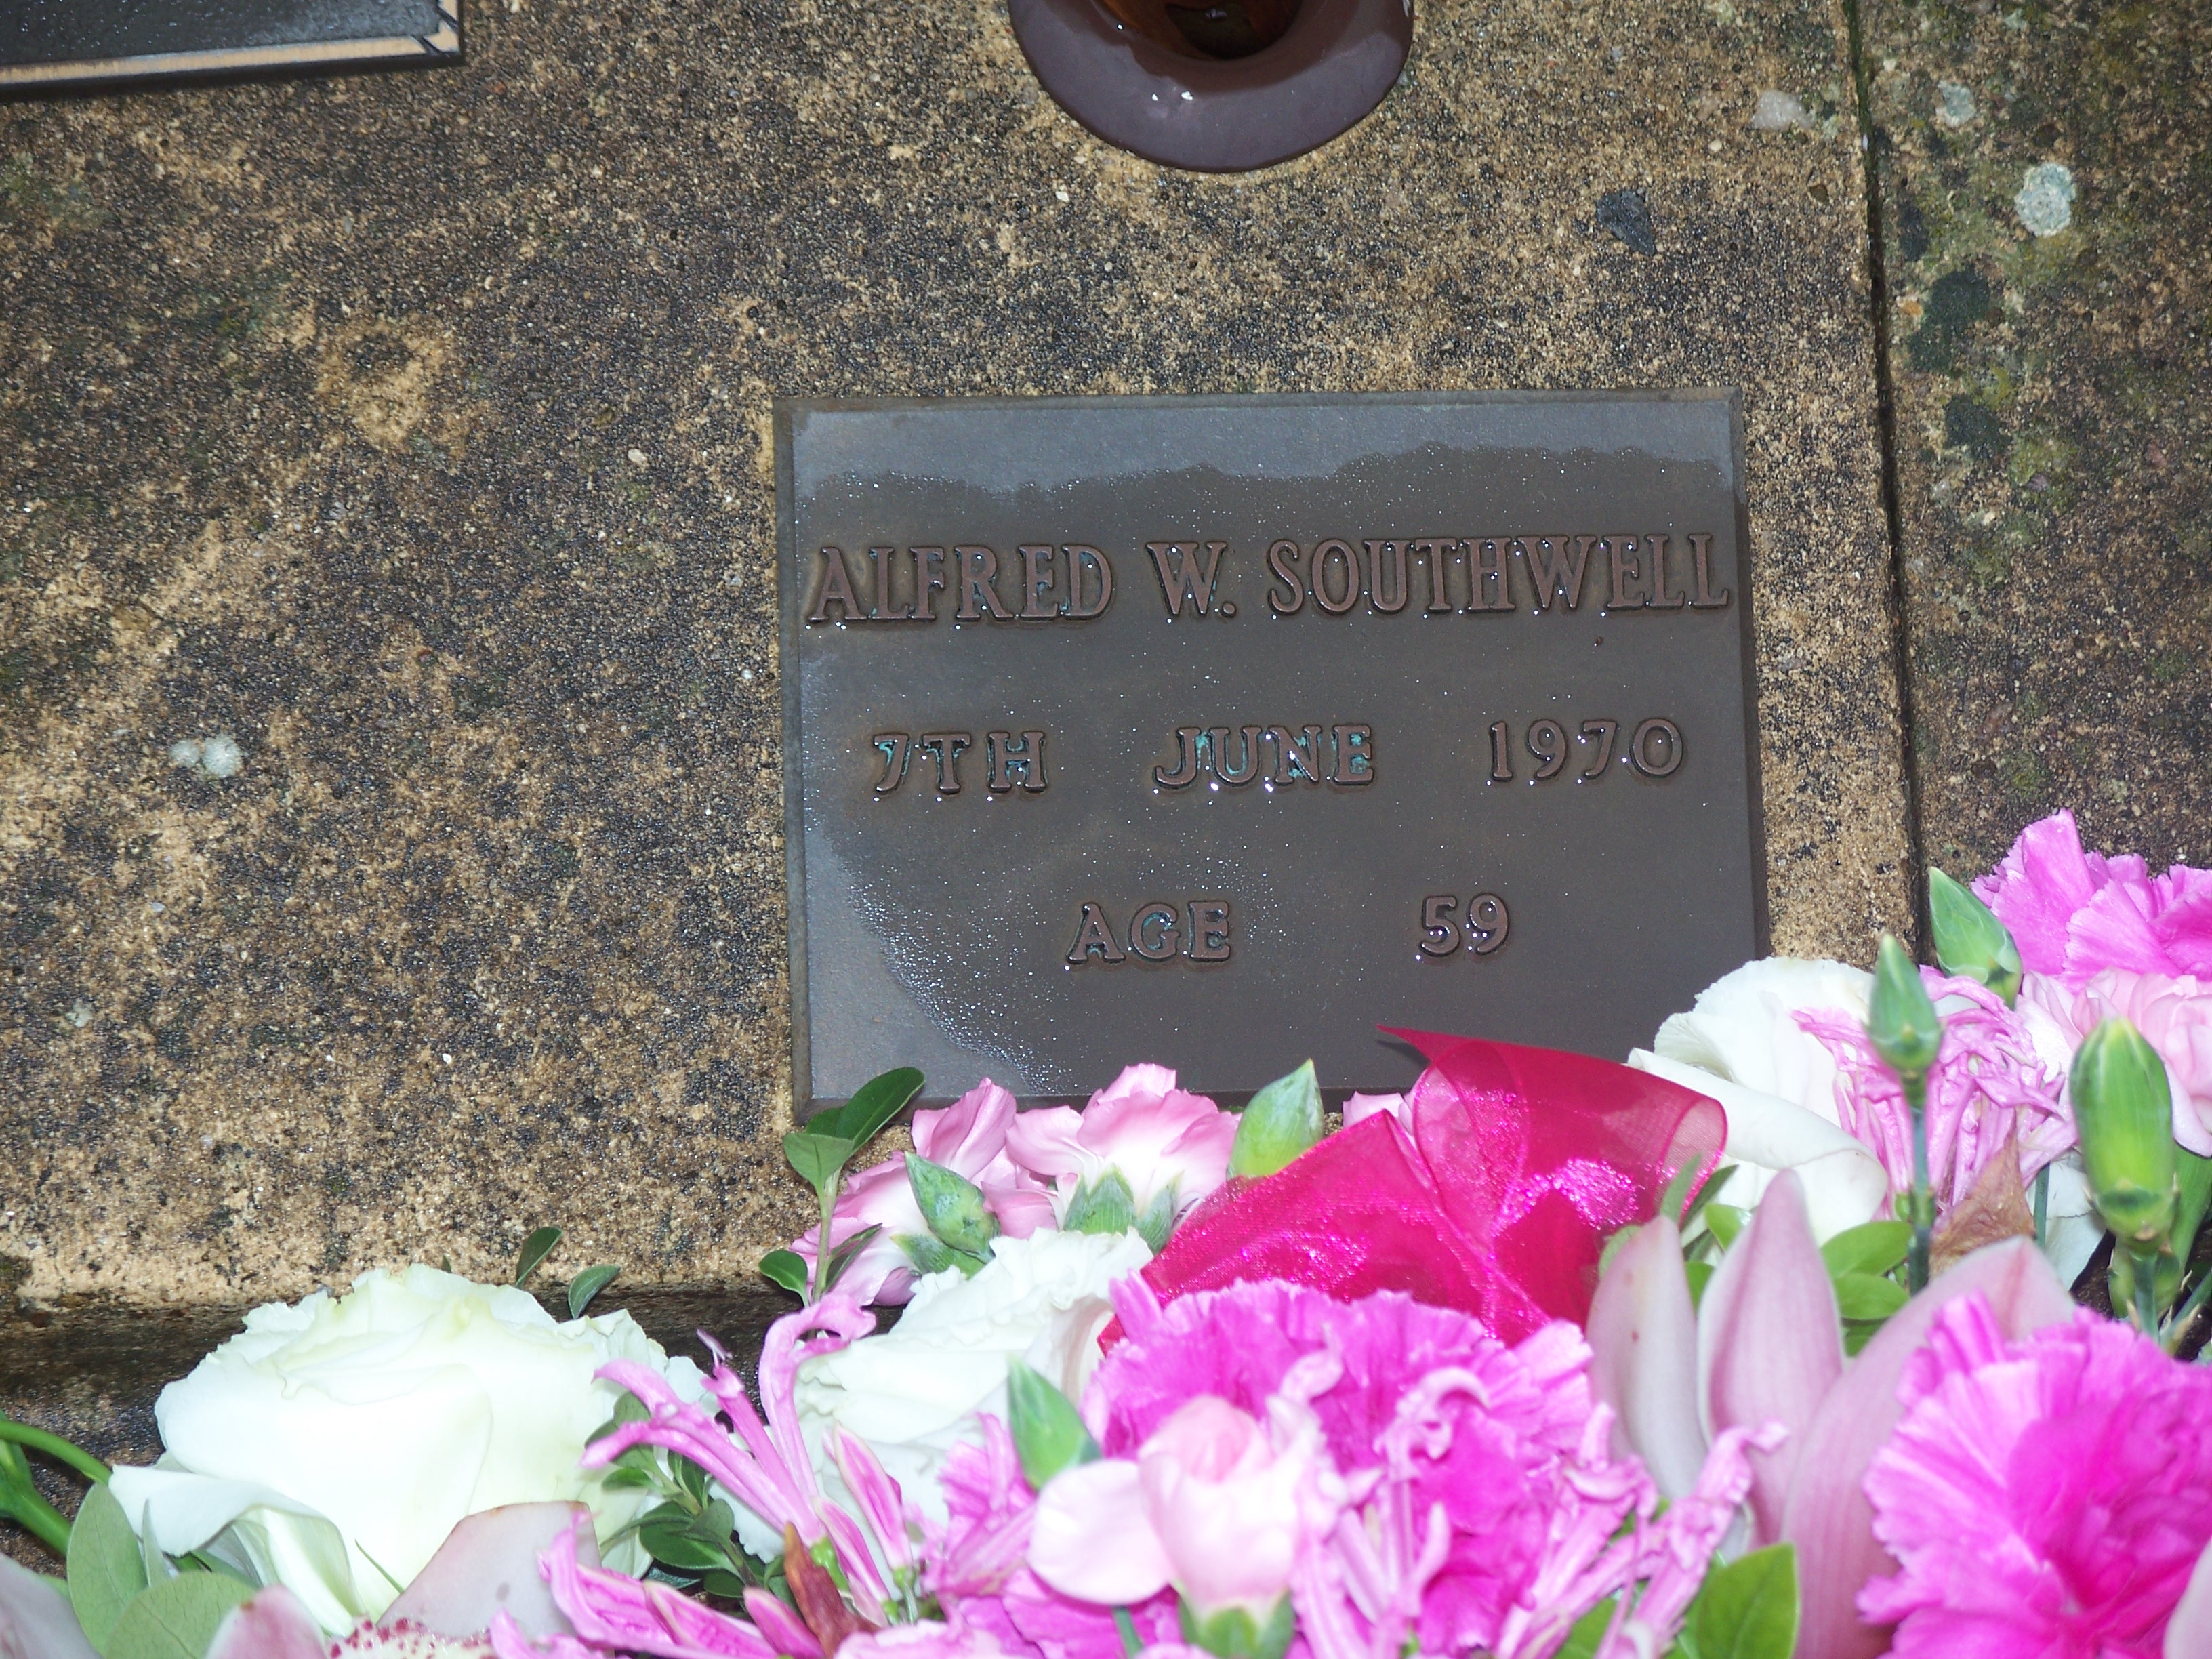 ALFRED W. SOUTHWELL
7TH JUNE 1970
AGE 59